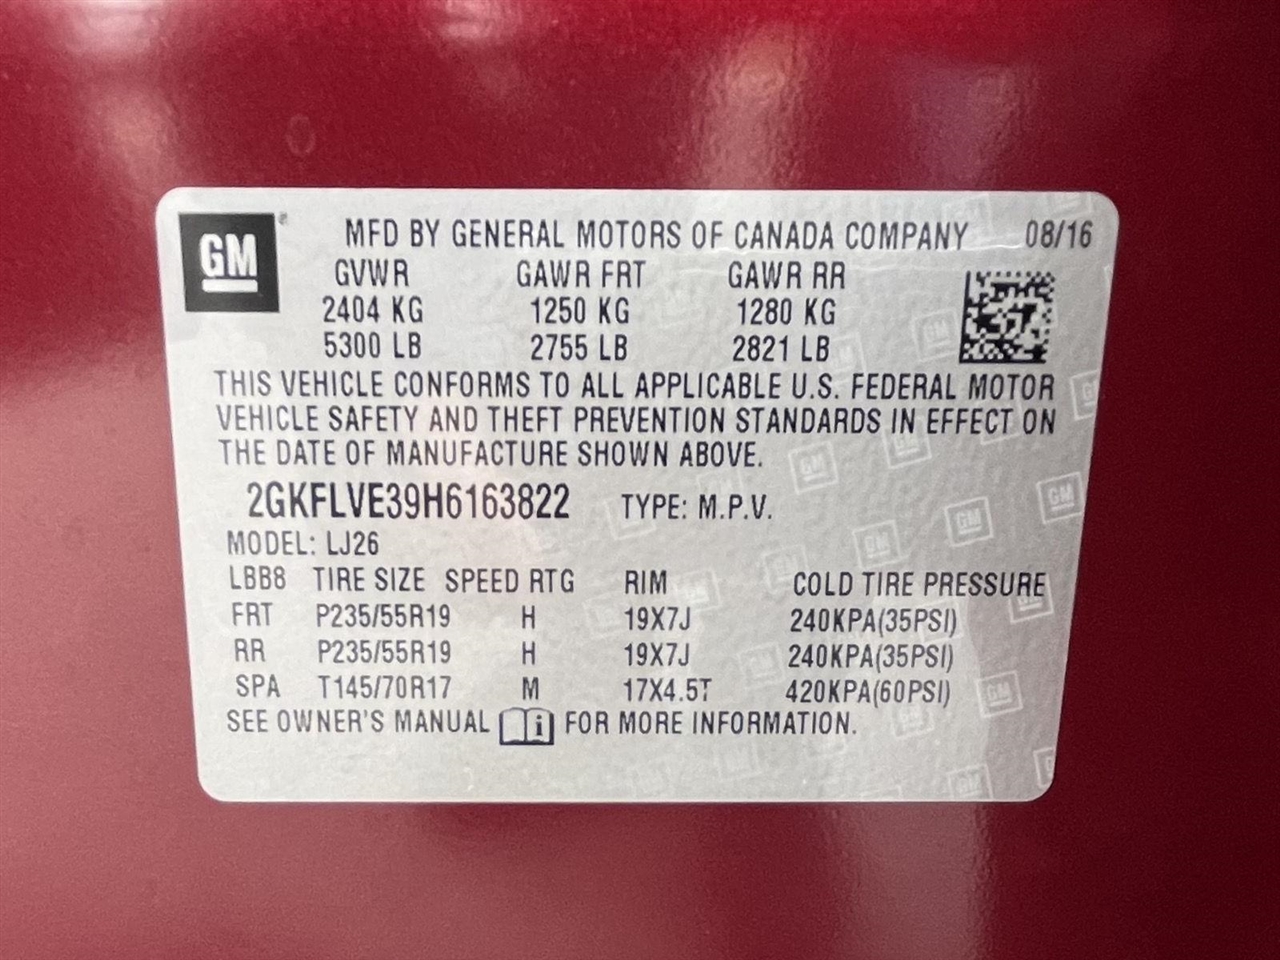 GM
MFD BY GENERAL MOTORS OF CANADA COMPANY 08/16
GVWR GAWR FRT GAWR RR
2404 KG 1250 KG 1280 KG
5300 LB 2755 LB 2821 LB
THIS VEHICLE CONFORMS TO ALL APPLICABLE U.S. FEDERAL MOTOR
VEHICLE SAFETY AND THEFT PREVENTION STANDARDS IN EFFECT ON
THE DATE OF MANUFACTURE SHOWN ABOVE.
2GKFLVE39H6163822 TYPE: M.P.V.
MODEL: LJ26
LBB8 TIRE SIZE SPEED RTG RIM COLD TIRE PRESSURE
FRT P235/55R19 H 19X7J 240KPA(35PSI)
RR P235/55R19 H 19X7J 240KPA(35PSI)
SPA T145/70R17 M 17X4.5T 420KPA(60PSI)
SEE OWNER'S MANUAL i FOR MORE INFORMATION.